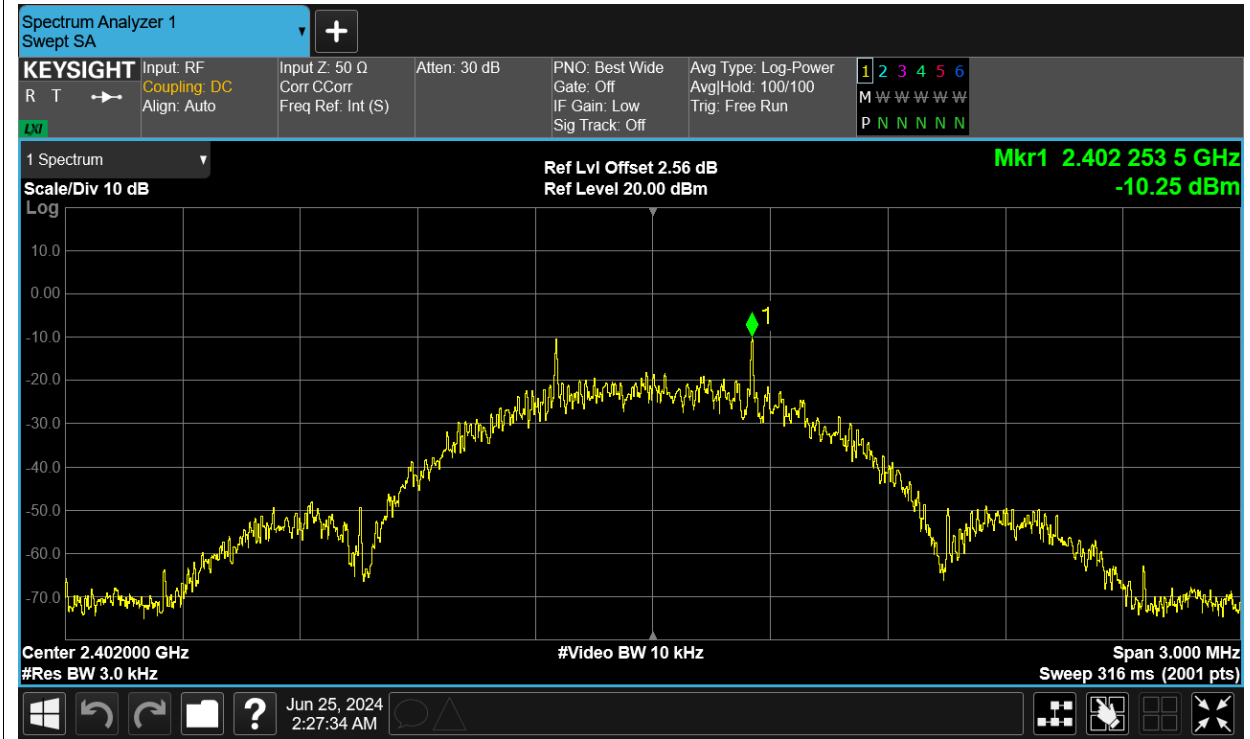 Spectrum Analyzer 1
Swept SA
▼
+
KEYSIGHT
R T
LXI
Input: RF
Coupling: DC
Align: Auto
Input Z: 50 Ω
Corr CCorr
Freq Ref: Int (S)
Atten: 30 dB
PNO: Best Wide
Gate: Off
IF Gain: Low
Sig Track: Off
Avg Type: Log-Power
Avg|Hold: 100/100
Trig: Free Run
1 2 3 4 5 6
M W W W W W
P N N N N N
1 Spectrum
▼
Scale/Div 10 dB
Log
Ref Lvl Offset 2.56 dB
Ref Level 20.00 dBm
Mkr1 2.402 253 5 GHz
-10.25 dBm
10.0
0.00
-10.0
-20.0
-30.0
-40.0
-50.0
-60.0
-70.0
1
Center 2.402000 GHz
#Res BW 3.0 kHz
#Video BW 10 kHz
Span 3.000 MHz
Sweep 316 ms (2001 pts)
?
Jun 25, 2024
2:27:34 AM